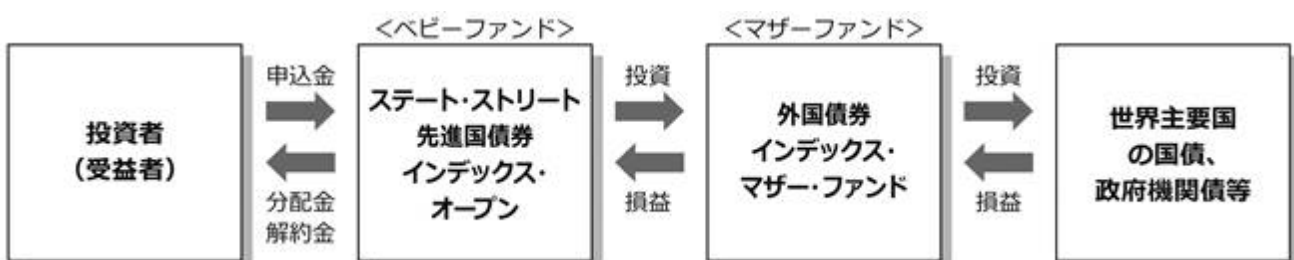 <ベビーファンド>
<マザーファンド>
投資者
(受益者)
申込金
分配金
解約金
ステート・ストリート
先進国債券
インデックス・
オープン
投資
損益
外国債券
インデックス・
マザー・ファンド
投資
損益
世界主要国
の国債、
政府機関債等